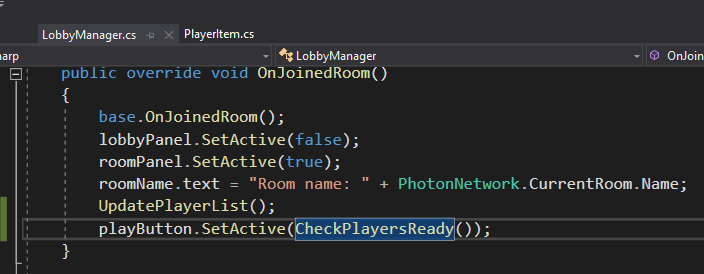 LobbyManager.cs PlayerItem.cs
harp LobbyManager OnJoin
public override void OnJoinedRoom()
{
base.OnJoinedRoom();
lobbyPanel.SetActive(false);
roomPanel.SetActive(true);
roomName.text = "Room name: " + PhotonNetwork.CurrentRoom.Name;
UpdatePlayerList();
playButton.SetActive(CheckPlayersReady());
}